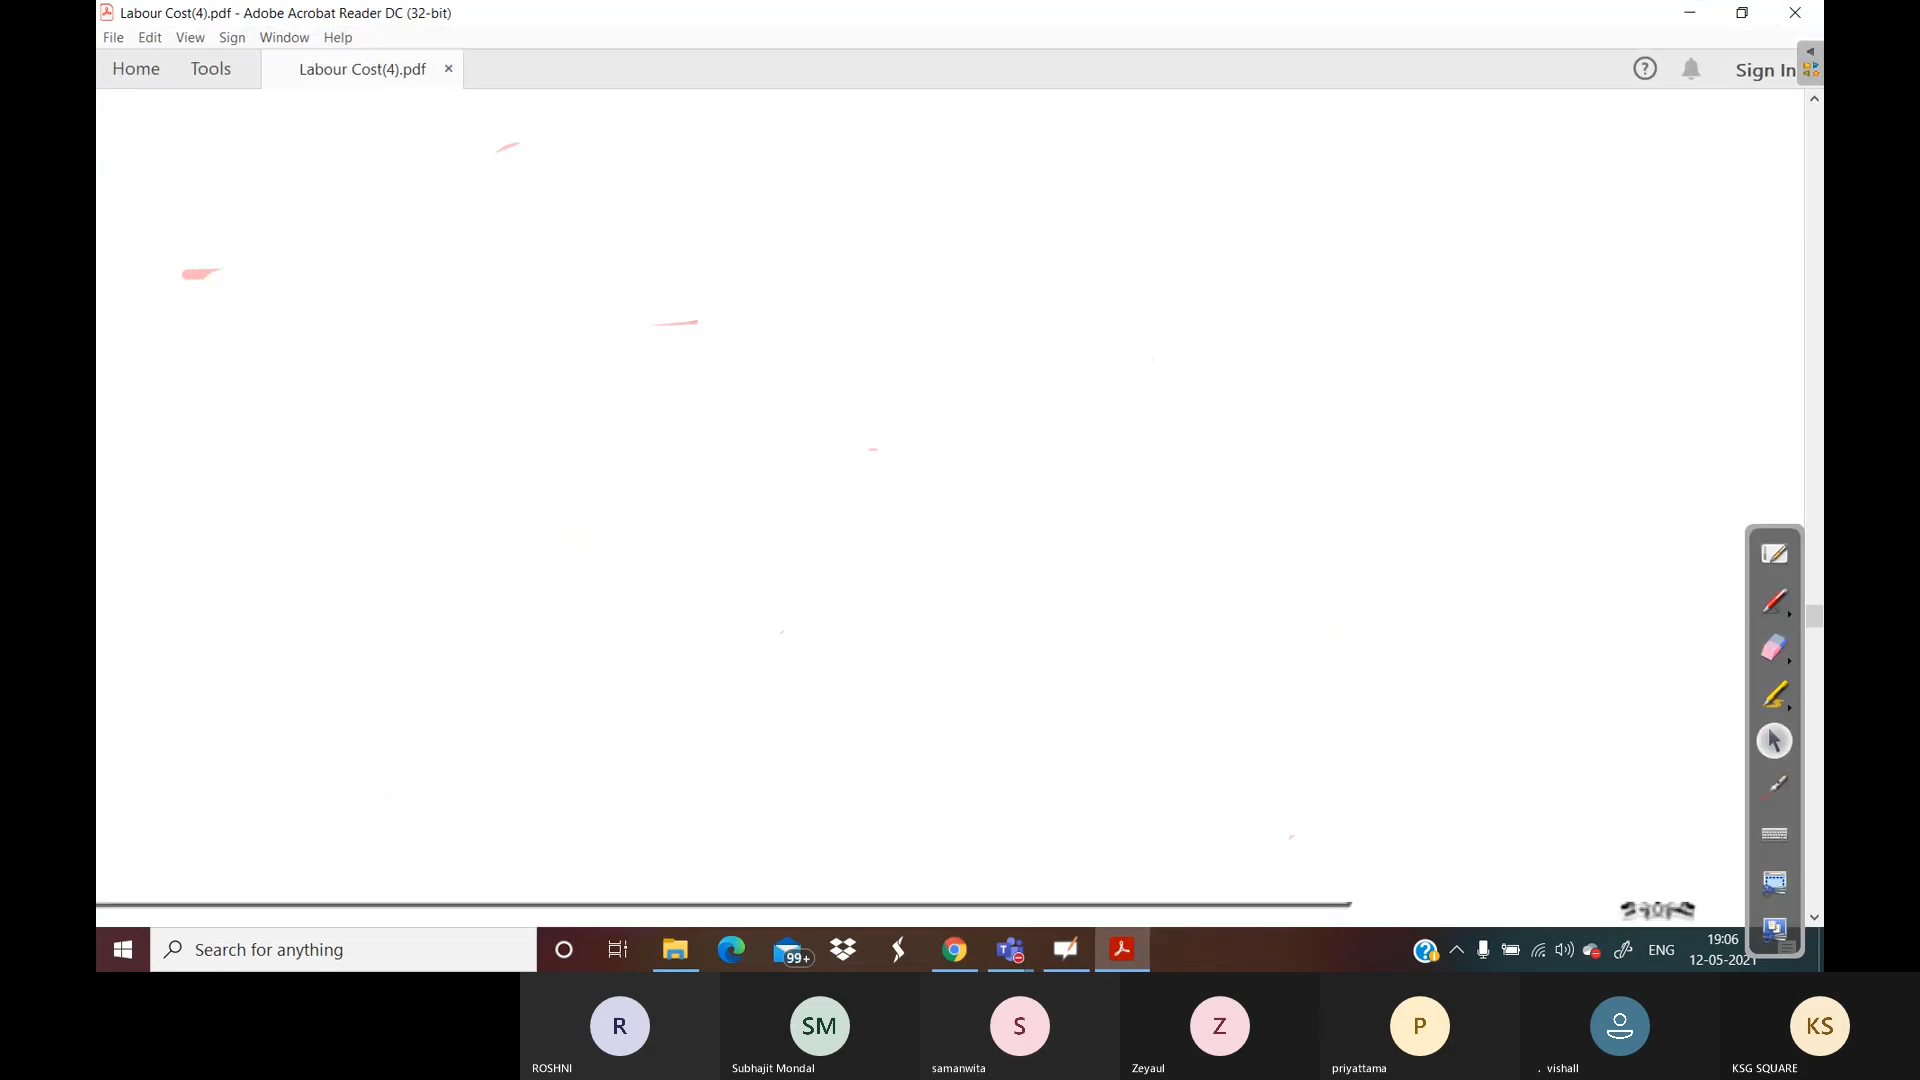 Labour Cost(4).pdf - Adobe Acrobat Reader DC (32-bit)
File Edit View Sign Window Help
Home Tools Labour Cost(4).pdf × ? Sign In
Search for anything
99+
ENG
19:06
12-05-2021
R SM S Z P KS
ROSHNI Subhajit Mondal samanwita Zeyaul priyattama . vishall KSG SQUARE